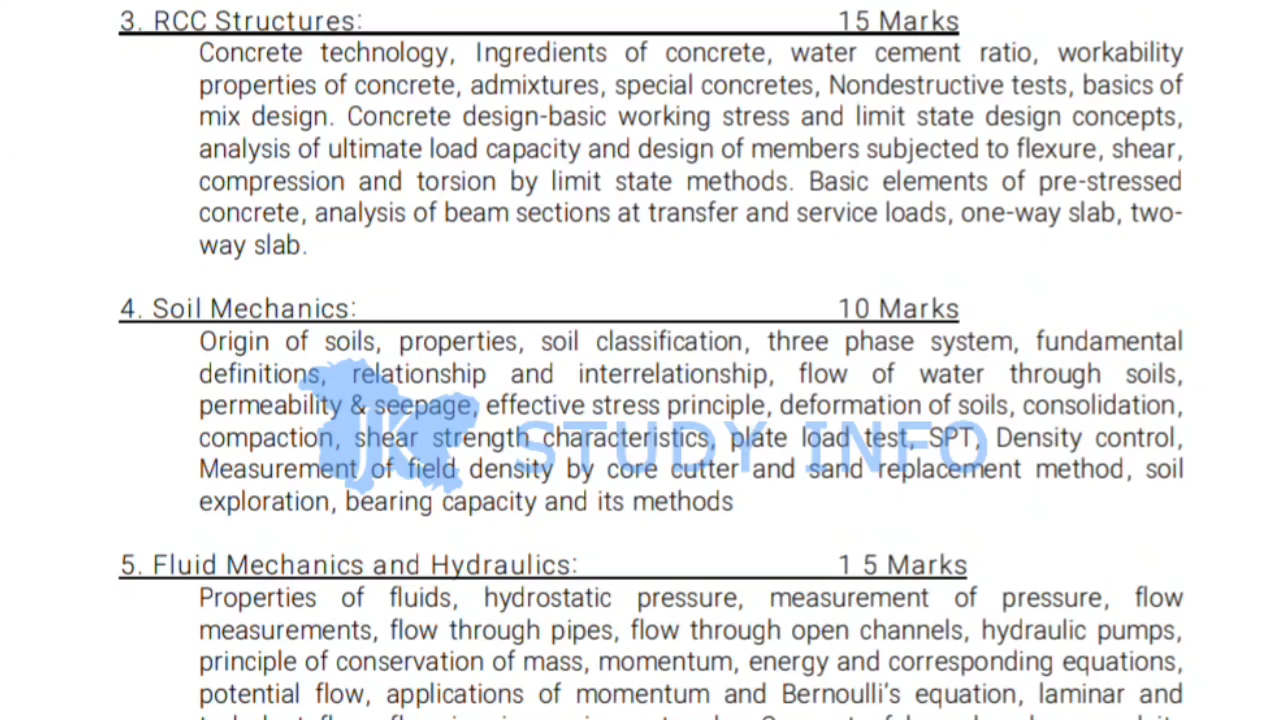 3. RCC Structures: 15 Marks
Concrete technology, Ingredients of concrete, water cement ratio, workability
properties of concrete, admixtures, special concretes, Nondestructive tests, basics of
mix design. Concrete design-basic working stress and limit state design concepts,
analysis of ultimate load capacity and design of members subjected to flexure, shear,
compression and torsion by limit state methods. Basic elements of pre-stressed
concrete, analysis of beam sections at transfer and service loads, one-way slab, two-
way slab.
4. Soil Mechanics: 10 Marks
Origin of soils, properties, soil classification, three phase system, fundamental
definitions, relationship and interrelationship, flow of water through soils,
permeability & seepage, effective stress principle, deformation of soils, consolidation,
compaction, shear strength characteristics, plate load test, SPT, Density control,
JK STUDY INFO
Measurement of field density by core cutter and sand replacement method, soil
exploration, bearing capacity and its methods
5. Fluid Mechanics and Hydraulics: 1 5 Marks
Properties of fluids, hydrostatic pressure, measurement of pressure, flow
measurements, flow through pipes, flow through open channels, hydraulic pumps,
principle of conservation of mass, momentum, energy and corresponding equations,
potential flow, applications of momentum and Bernoulli's equation, laminar and